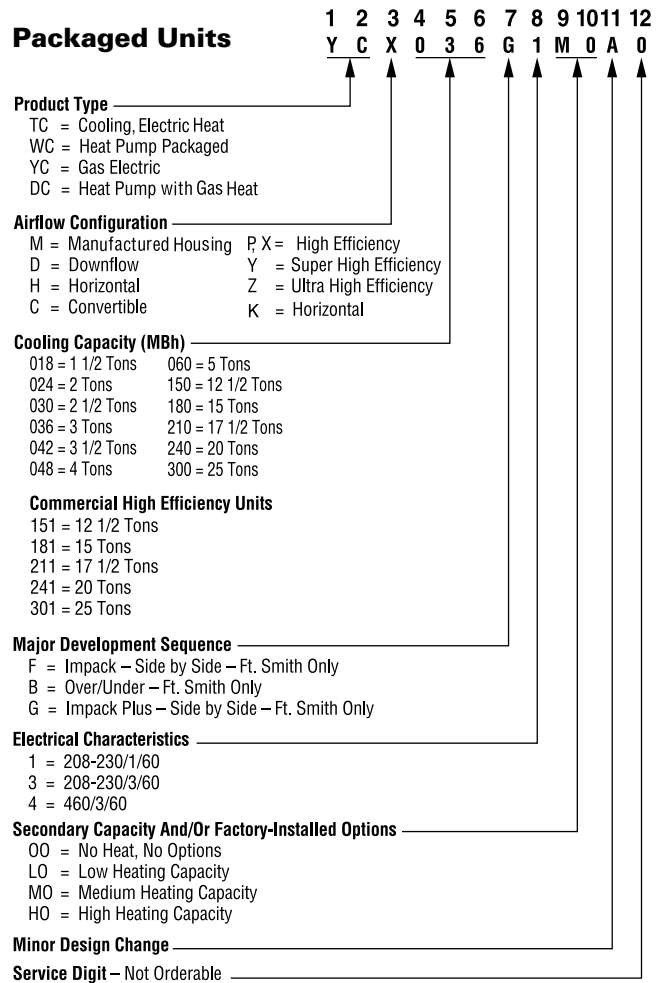 1 2 3 4 5 6 7 8 9 10 11 12
Packaged Units
Y C X 0 3 6 G 1 M 0 A 0
Product Type
TC = Cooling, Electric Heat
WC = Heat Pump Packaged
YC = Gas Electric
DC = Heat Pump with Gas Heat
Airflow Configuration
M = Manufactured Housing P, X = High Efficiency
D = Downflow Y = Super High Efficiency
H = Horizontal Z = Ultra High Efficiency
C = Convertible K = Horizontal
Cooling Capacity (MBh)
018 = 1 1/2 Tons 060 = 5 Tons
024 = 2 Tons 150 = 12 1/2 Tons
030 = 2 1/2 Tons 180 = 15 Tons
036 = 3 Tons 210 = 17 1/2 Tons
042 = 3 1/2 Tons 240 = 20 Tons
048 = 4 Tons 300 = 25 Tons
Commercial High Efficiency Units
151 = 12 1/2 Tons
181 = 15 Tons
211 = 17 1/2 Tons
241 = 20 Tons
301 = 25 Tons
Major Development Sequence
F = Impack – Side by Side – Ft. Smith Only
B = Over/Under – Ft. Smith Only
G = Impack Plus – Side by Side – Ft. Smith Only
Electrical Characteristics
1 = 208-230/1/60
3 = 208-230/3/60
4 = 460/3/60
Secondary Capacity And/Or Factory-Installed Options
OO = No Heat, No Options
LO = Low Heating Capacity
MO = Medium Heating Capacity
HO = High Heating Capacity
Minor Design Change
Service Digit – Not Orderable